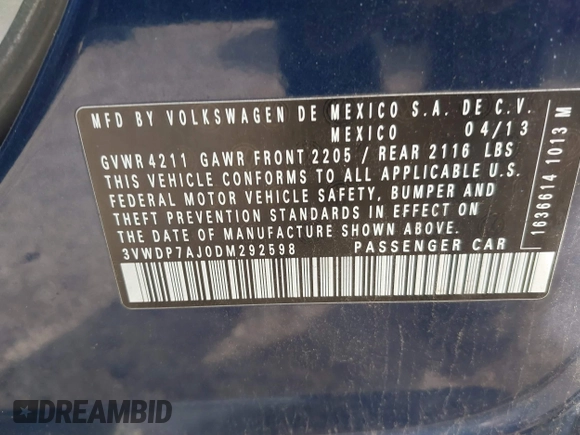 MFD BY VOLKSWAGEN DE MEXICO S.A. DE C.V.
MEXICO 04/13
GVWR 4211 GAWR FRONT 2205 / REAR 2116 LBS
THIS VEHICLE CONFORMS TO ALL APPLICABLE U.S.
FEDERAL MOTOR VEHICLE SAFETY, BUMPER AND
THEFT PREVENTION STANDARDS IN EFFECT ON
THE DATE OF MANUFACTURE SHOWN ABOVE.
3VWDP7AJ0DM292598 PASSENGER CAR
1636614 1013 M
DREAMBID